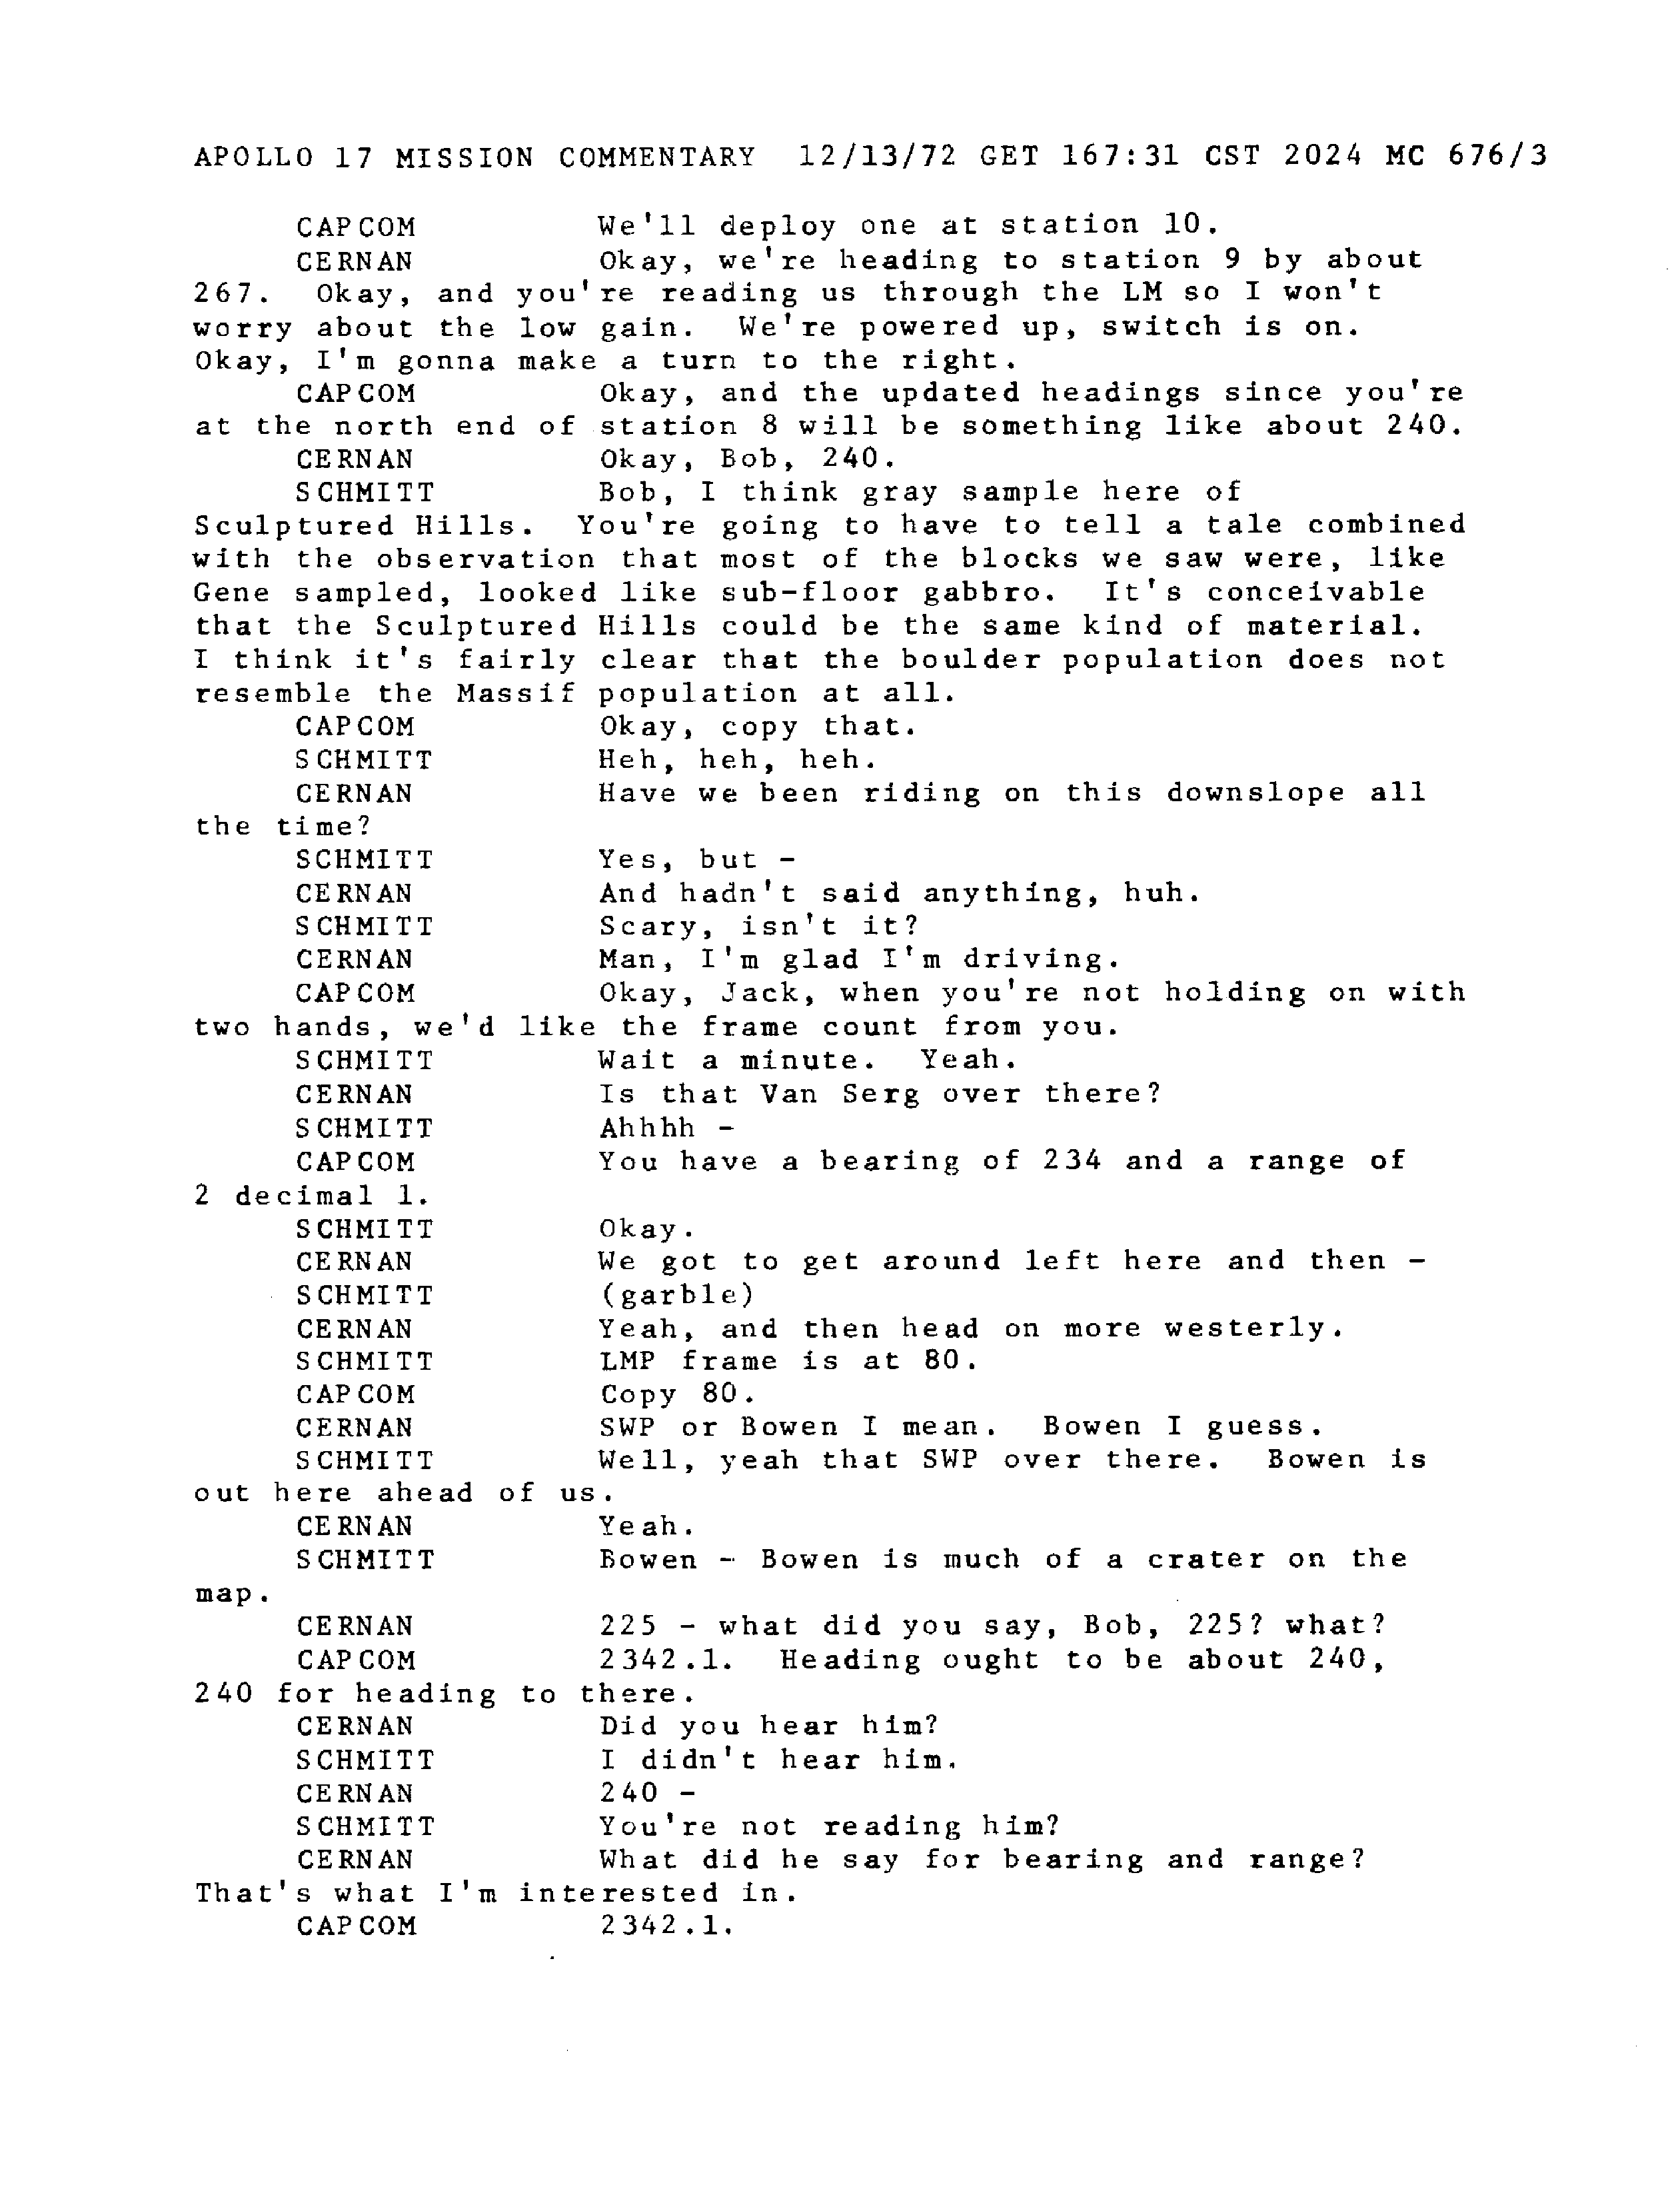 APOLLO 17 MISSION COMMENTARY 12/13/72 GET 167:31 CST 2024 MC 676/3
CAPCOM We'll deploy one at station 10.
CERNAN Okay, we're heading to station 9 by about
267. Okay, and you're reading us through the LM so I won't
worry about the low gain. We're powered up, switch is on.
Okay, I'm gonna make a turn to the right.
CAPCOM Okay, and the updated headings since you're
at the north end of station 8 will be something like about 240.
CERNAN Okay, Bob, 240.
SCHMITT Bob, I think gray sample here of
Sculptured Hills. You're going to have to tell a tale combined
with the observation that most of the blocks we saw were, like
Gene sampled, looked like sub-floor gabbro. It's conceivable
that the Sculptured Hills could be the same kind of material.
I think it's fairly clear that the boulder population does not
resemble the Massif population at all.
CAPCOM Okay, copy that.
SCHMITT Heh, heh, heh.
CERNAN Have we been riding on this downslope all
the time?
SCHMITT Yes, but -
CERNAN And hadn't said anything, huh.
SCHMITT Scary, isn't it?
CERNAN Man, I'm glad I'm driving.
CAPCOM Okay, Jack, when you're not holding on with
two hands, we'd like the frame count from you.
SCHMITT Wait a minute. Yeah.
CERNAN Is that Van Serg over there?
SCHMITT Ahhhh -
CAPCOM You have a bearing of 234 and a range of
2 decimal 1.
SCHMITT Okay.
CERNAN We got to get around left here and then -
SCHMITT (garble)
CERNAN Yeah, and then head on more westerly.
SCHMITT LMP frame is at 80.
CAPCOM Copy 80.
CERNAN SWP or Bowen I mean. Bowen I guess.
SCHMITT Well, yeah that SWP over there. Bowen is
out here ahead of us.
CERNAN Yeah.
SCHMITT Bowen - Bowen is much of a crater on the
map.
CERNAN 225 - what did you say, Bob, 225? what?
CAPCOM 2342.1. Heading ought to be about 240,
240 for heading to there.
CERNAN Did you hear him?
SCHMITT I didn't hear him.
CERNAN 240 -
SCHMITT You're not reading him?
CERNAN What did he say for bearing and range?
That's what I'm interested in.
CAPCOM 2342.1.